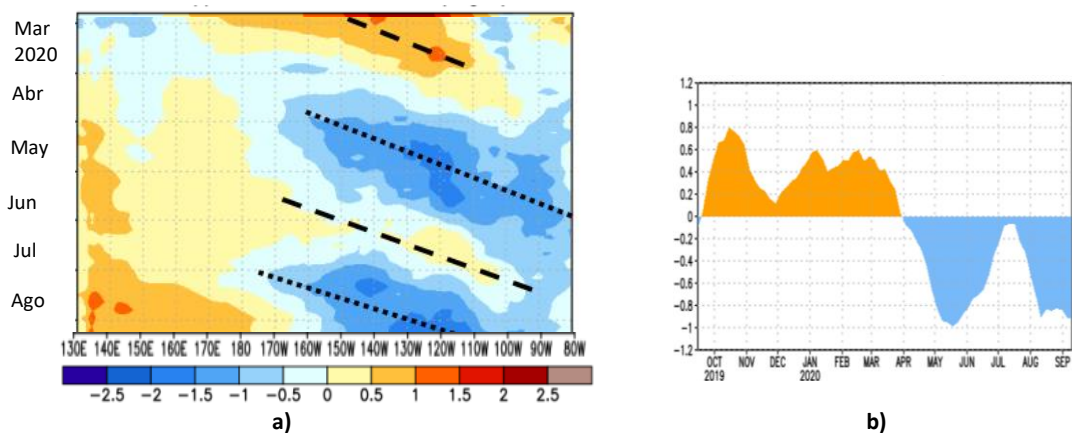 Mar
2020
Abr
May
Jun
Jul
Ago
130E 140E 150E 160E 170E 180 170W 160W 150W 140W 130W 120W 110W 100W 90W 80W
−2.5 −2 −1.5 −1 −0.5 0 0.5 1 1.5 2 2.5
a)
1.2
1
0.8
0.6
0.4
0.2
0
−0.2
−0.4
−0.6
−0.8
−1
−1.2
OCT NOV DEC JAN FEB MAR APR MAY JUN JUL AUG SEP
2019 2020
b)